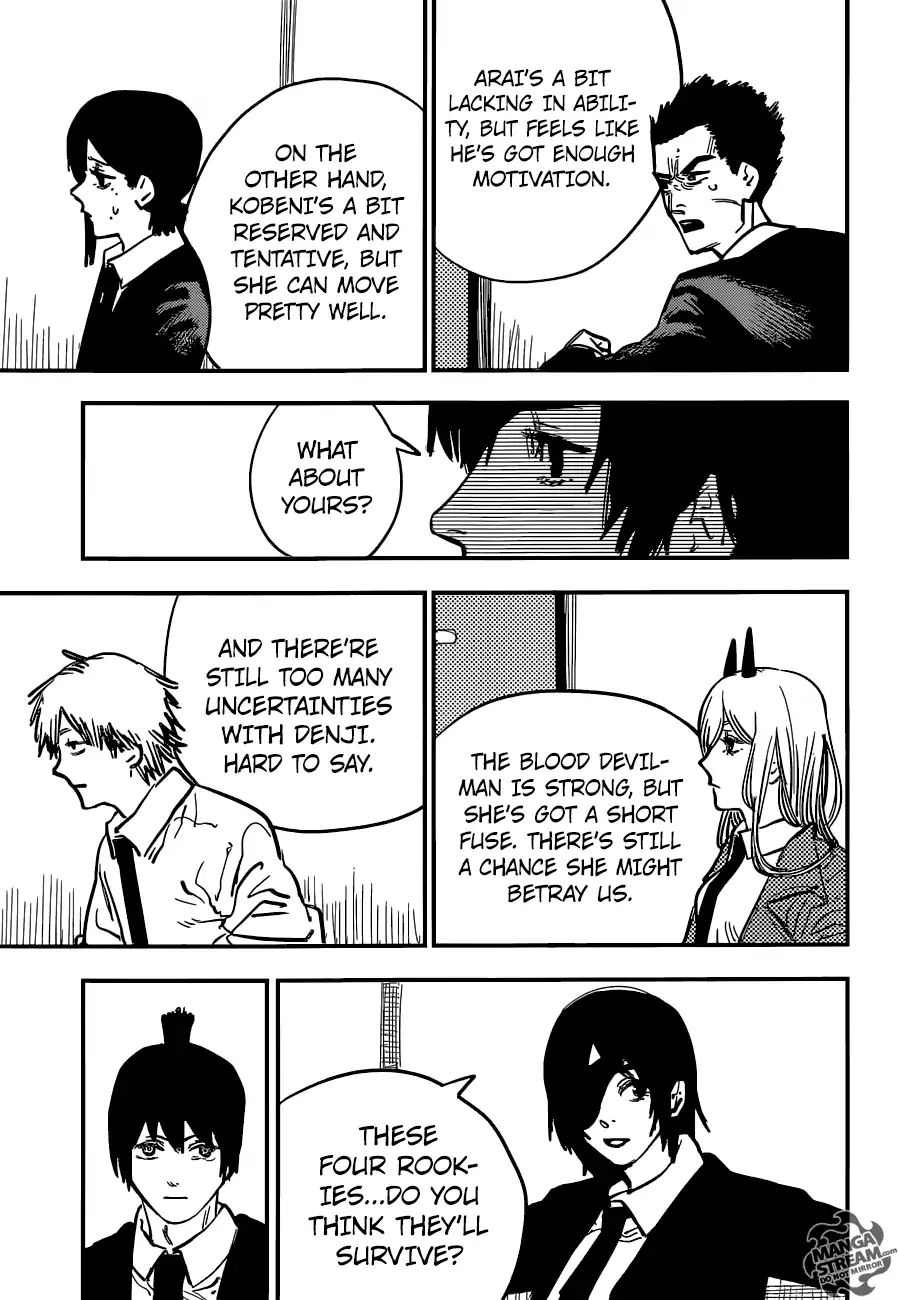 ARAI'S A BIT
LACKING IN ABILI-
TY, BUT FEELS LIKE
HE'S GOT ENOUGH
MOTIVATION.
ON THE
OTHER HAND,
KOBENI'S A BIT
RESERVED AND
TENTATIVE, BUT
SHE CAN MOVE
PRETTY WELL.
WHAT
ABOUT
YOURS?
THE BLOOD DEVIL-
MAN IS STRONG, BUT
SHE'S GOT A SHORT
FUSE. THERE'S STILL
A CHANCE SHE MIGHT
BETRAY US.
AND THERE'RE
STILL TOO MANY
UNCERTAINTIES
WITH DENJI.
HARD TO SAY.
THESE
FOUR ROOK-
IES...DO YOU
THINK THEY'LL
SURVIVE?
MANGA
STREAM.COM
DO NOT MIRROR